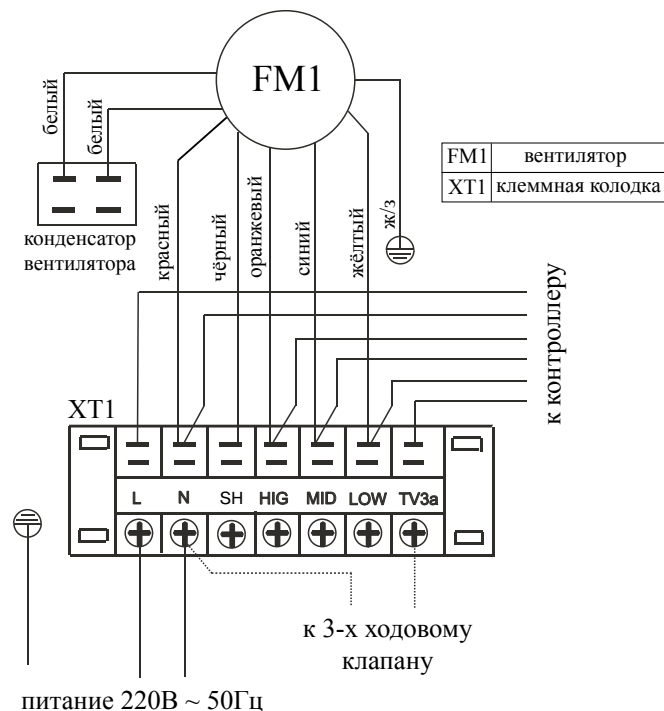 FM1
белый
белый
FM1 вентилятор
XT1 клеммная колодка
конденсатор
вентилятора
красный
чёрный
оранжевый
синий
жёлтый
ж/з
к контроллеру
XT1
L N SH HIG MID LOW TV3a
к 3-х ходовому
клапану
питание 220В ~ 50Гц